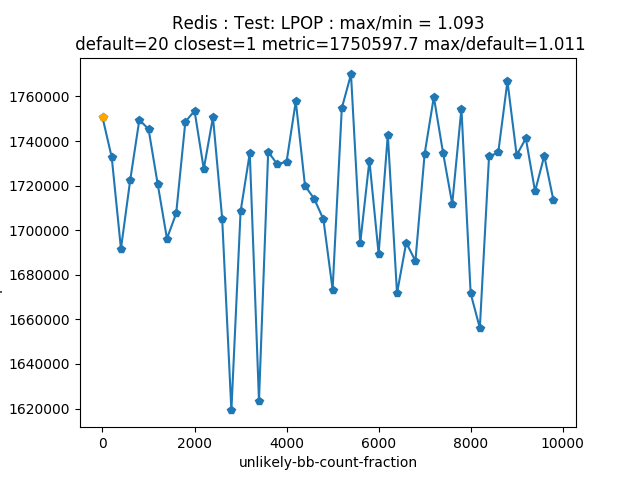 Redis : Test: LPOP : max/min = 1.093
default=20 closest=1 metric=1750597.7 max/default=1.011
1760000
1740000
1720000
1700000
1680000
1660000
1640000
1620000
0 2000 4000 6000 8000 10000
unlikely-bb-count-fraction